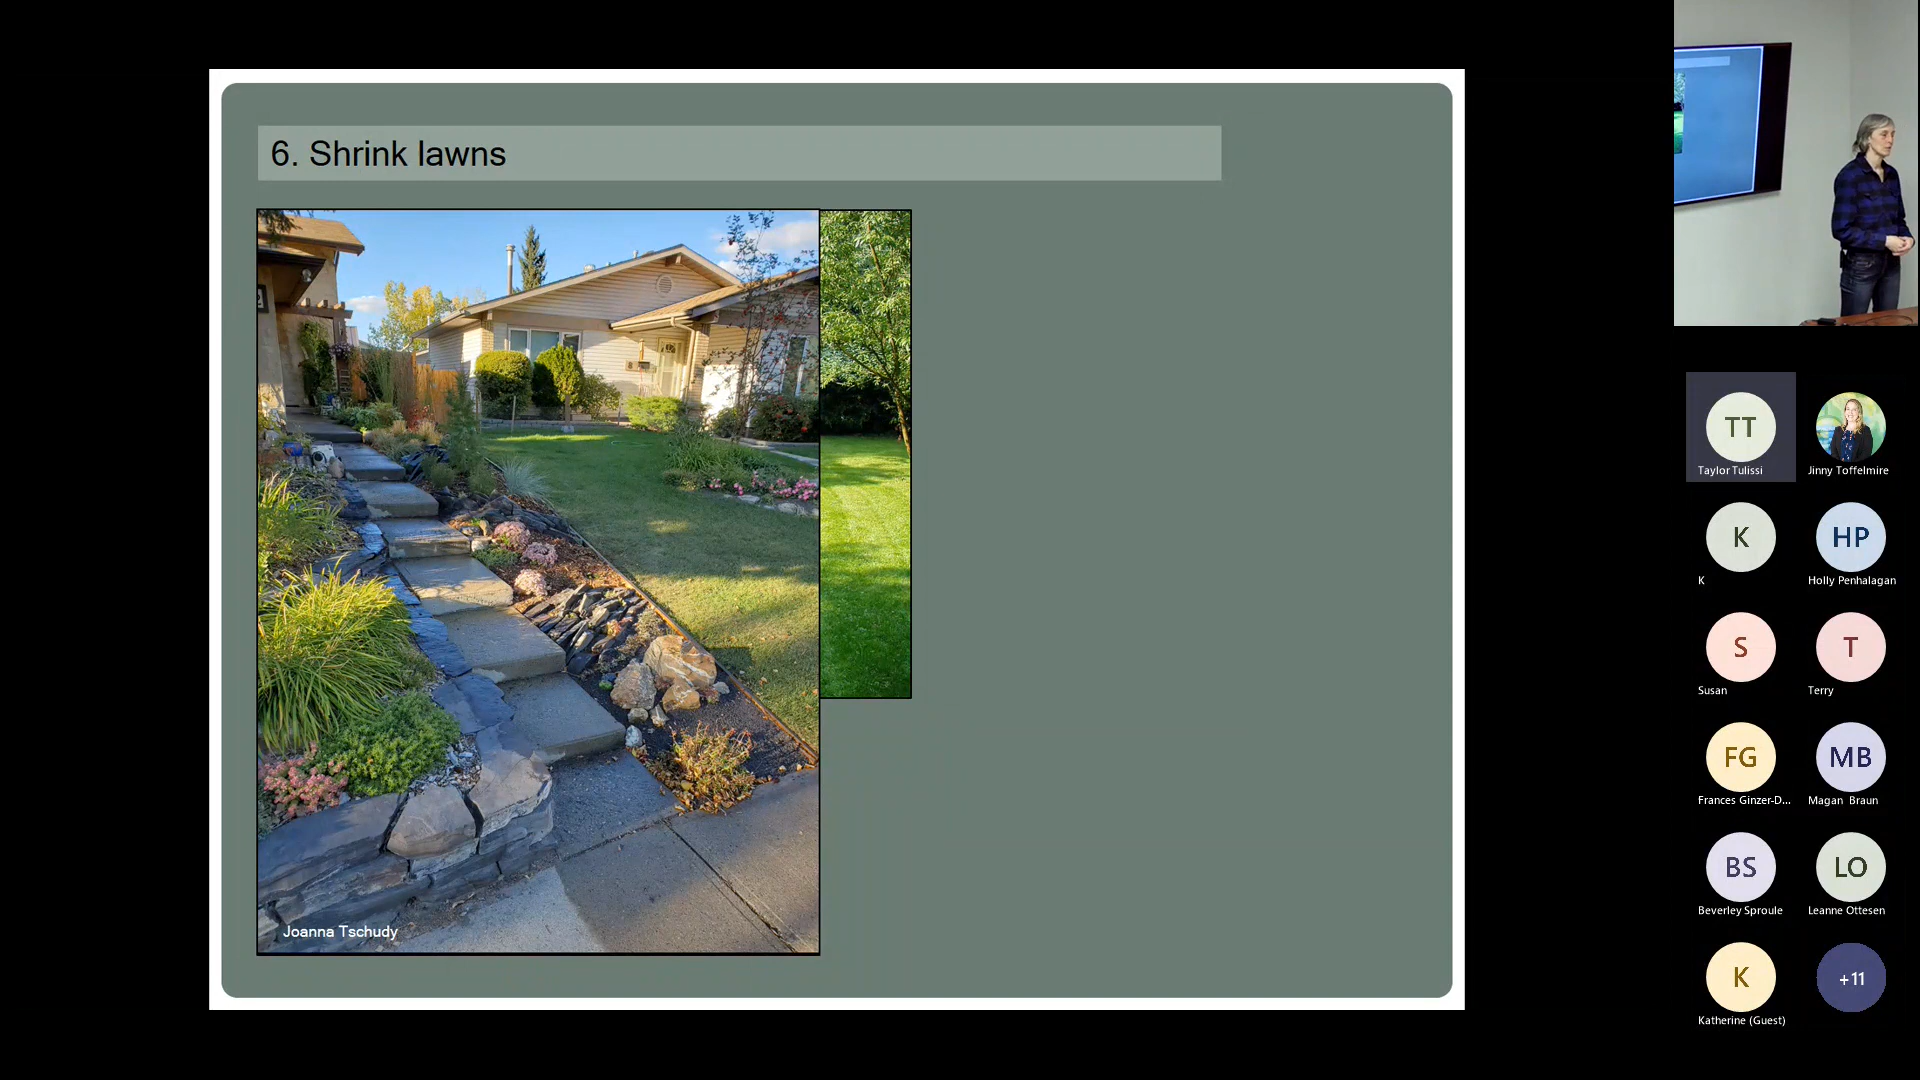 6. Shrink lawns
Joanna Tschudy
TT
Taylor Tulissi
Jinny Toffelmire
K
K
HP
Holly Penhalagan
S
Susan
T
Terry
FG
Frances Ginzer-D...
MB
Magan Braun
BS
Beverley Sproule
LO
Leanne Ottesen
K
Katherine (Guest)
+11